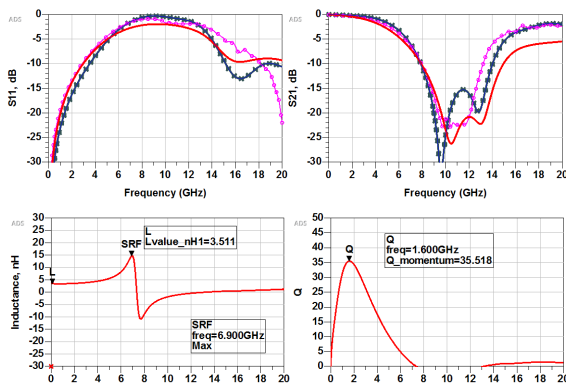 ADS
S11, dB
0
-5
-10
-15
-20
-25
-30
0 2 4 6 8 10 12 14 16 18 20
Frequency (GHz)
ADS
S21, dB
0
-5
-10
-15
-20
-25
-30
0 2 4 6 8 10 12 14 16 18 20
Frequency (GHz)
ADS
Inductance, nH
30
25
20
15
10
5
0
-5
-10
-15
-20
-25
-30
0 2 4 6 8 10 12 14 16 18 20
L
SRF
L
Lvalue_nH1=3.511
SRF
freq=6.900GHz
Max
ADS
Q
50
45
40
35
30
25
20
15
10
5
0
0 2 4 6 8 10 12 14 16 18 20
Q
Q
freq=1.600GHz
Q_momentum=35.518